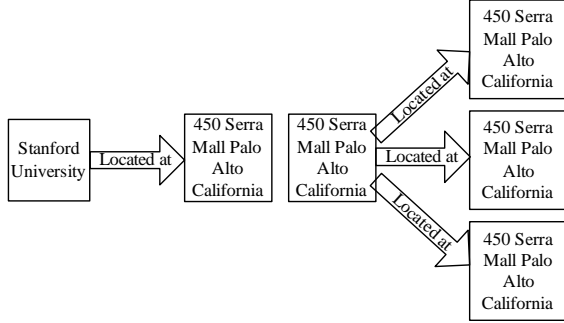 Stanford
University
Located at
450 Serra
Mall Palo
Alto
California
450 Serra
Mall Palo
Alto
California
Located at
450 Serra
Mall Palo
Alto
California
Located at
450 Serra
Mall Palo
Alto
California
Located at
450 Serra
Mall Palo
Alto
California